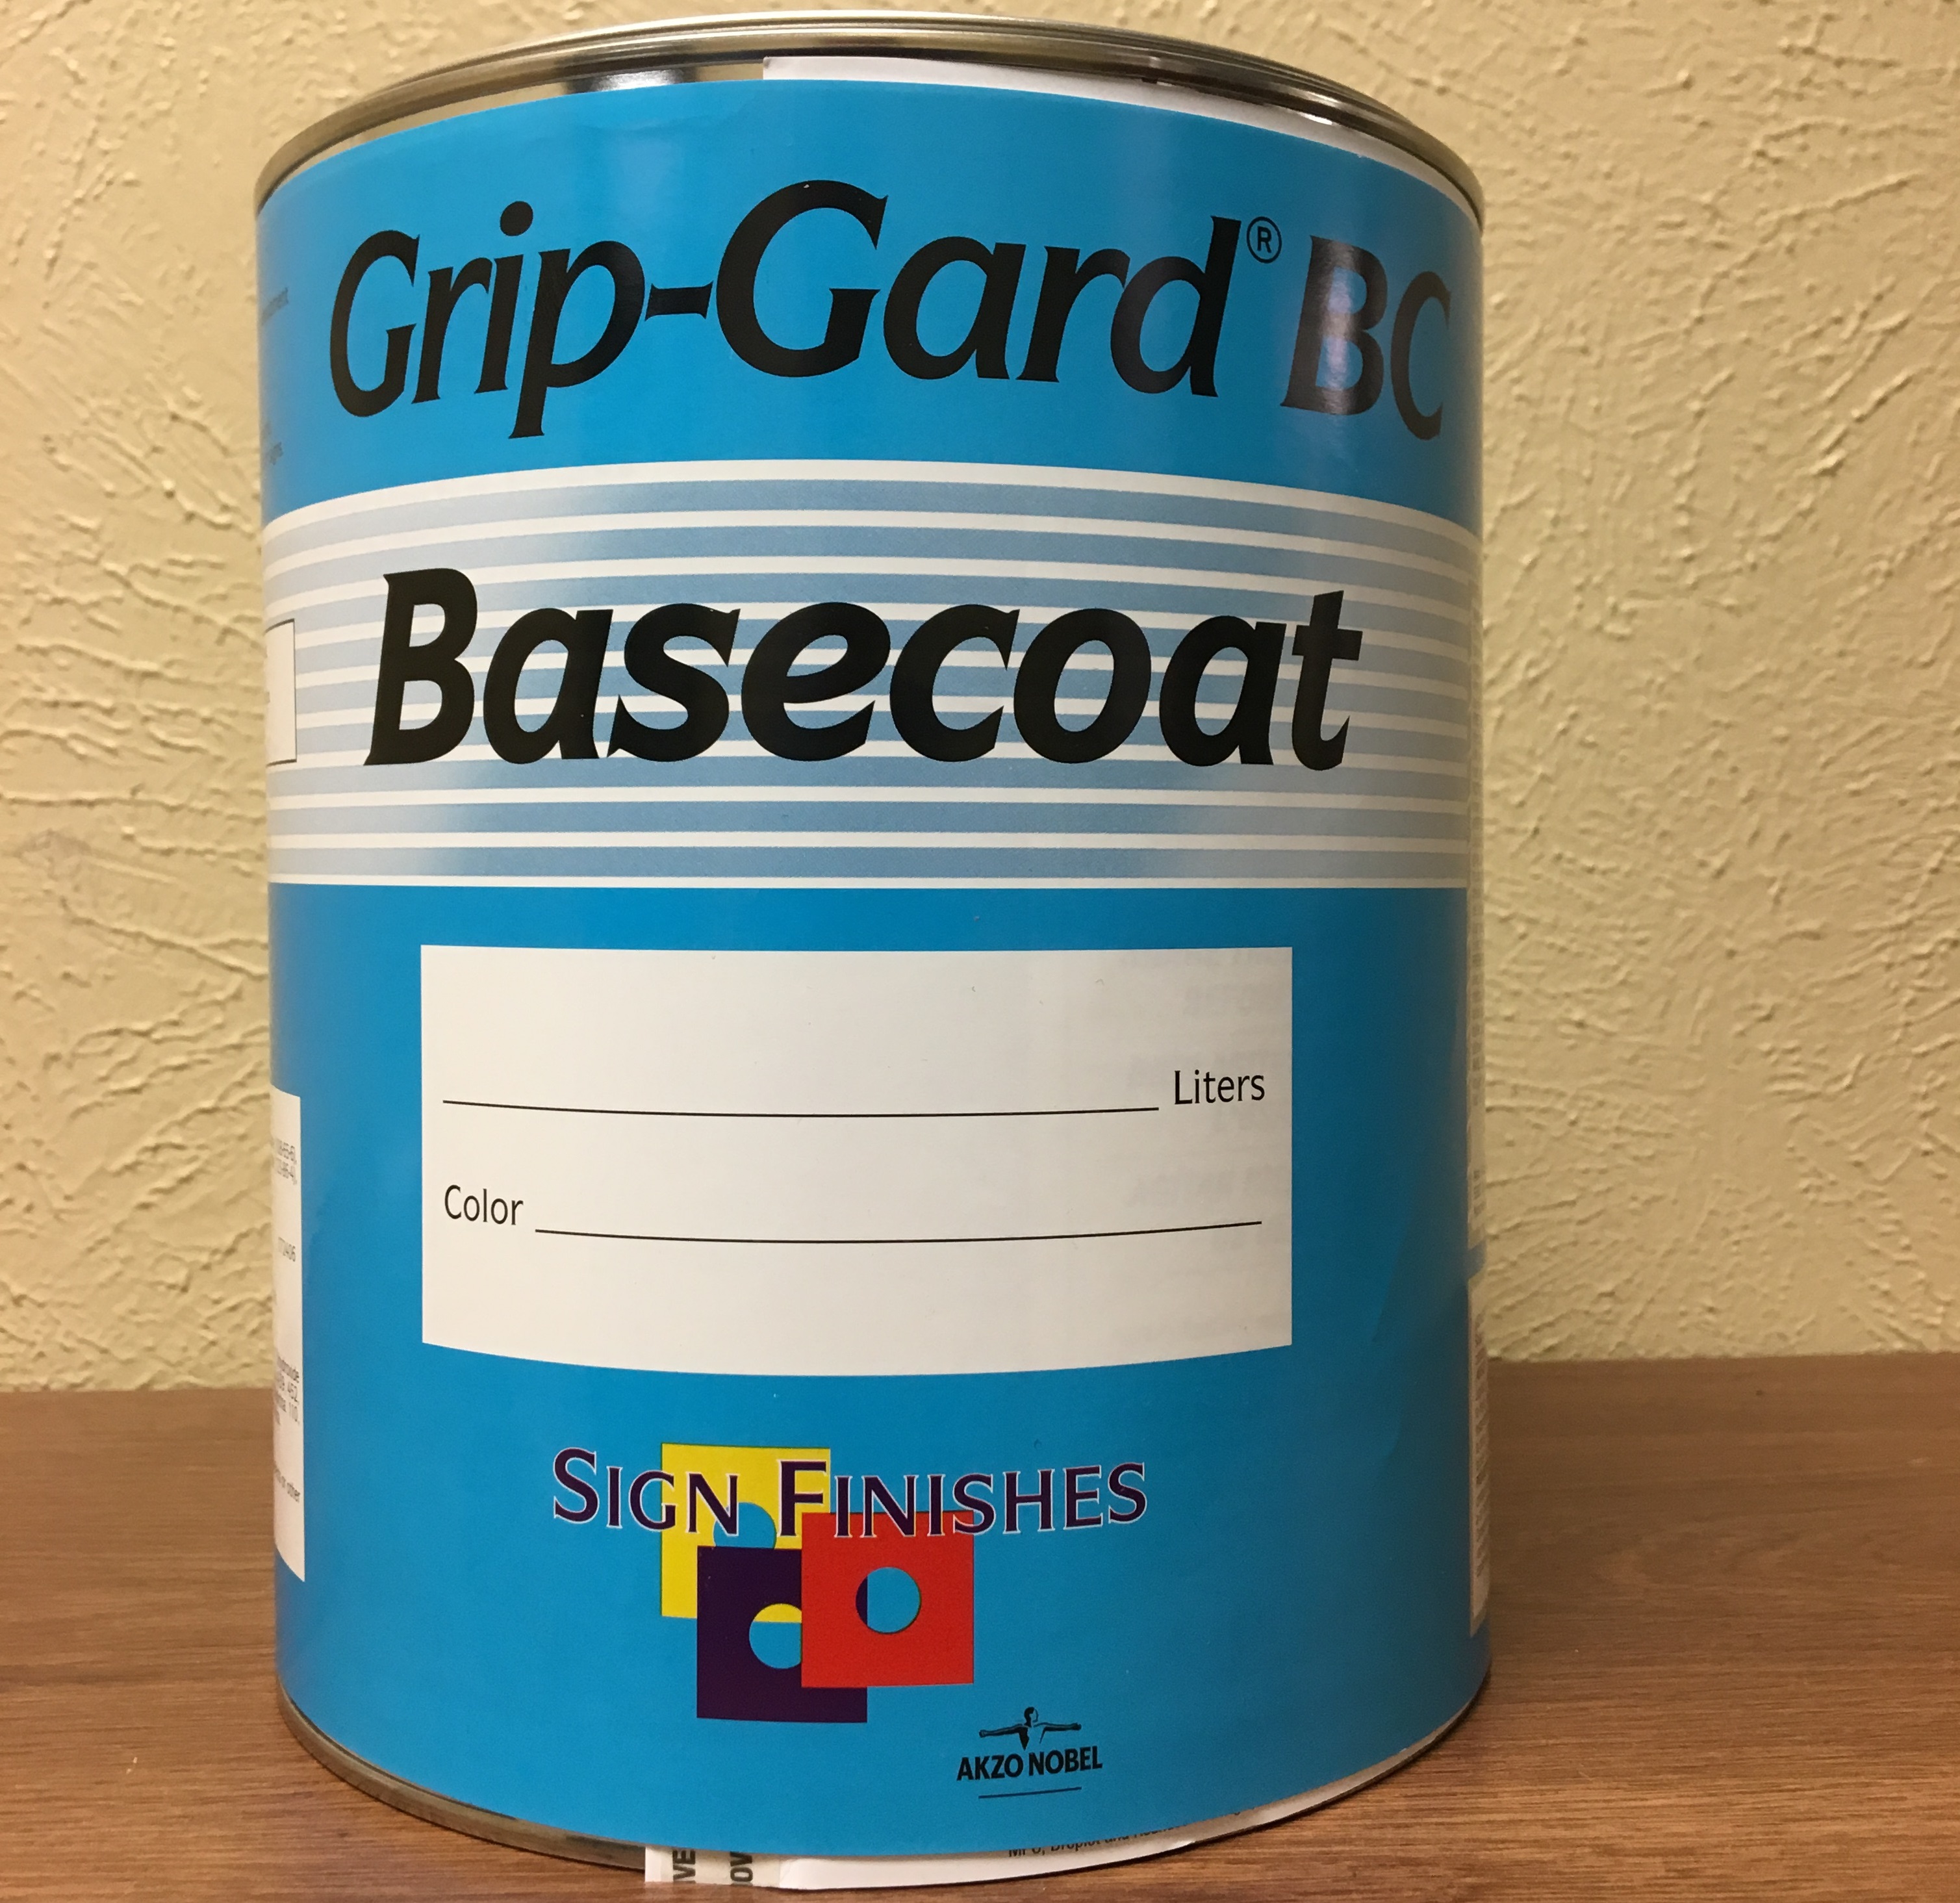 Grip-Gard® BC
Basecoat
Liters
Color
SIGN FINISHES
AKZO NOBEL